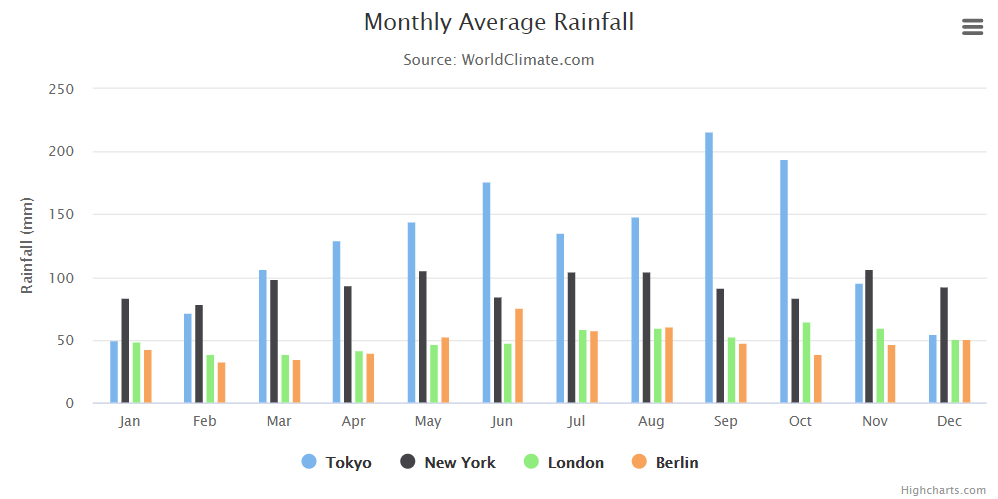 Monthly Average Rainfall
Source: WorldClimate.com
Rainfall (mm)
250
200
150
100
50
0
Jan Feb Mar Apr May Jun Jul Aug Sep Oct Nov Dec
Tokyo New York London Berlin
Highcharts.com